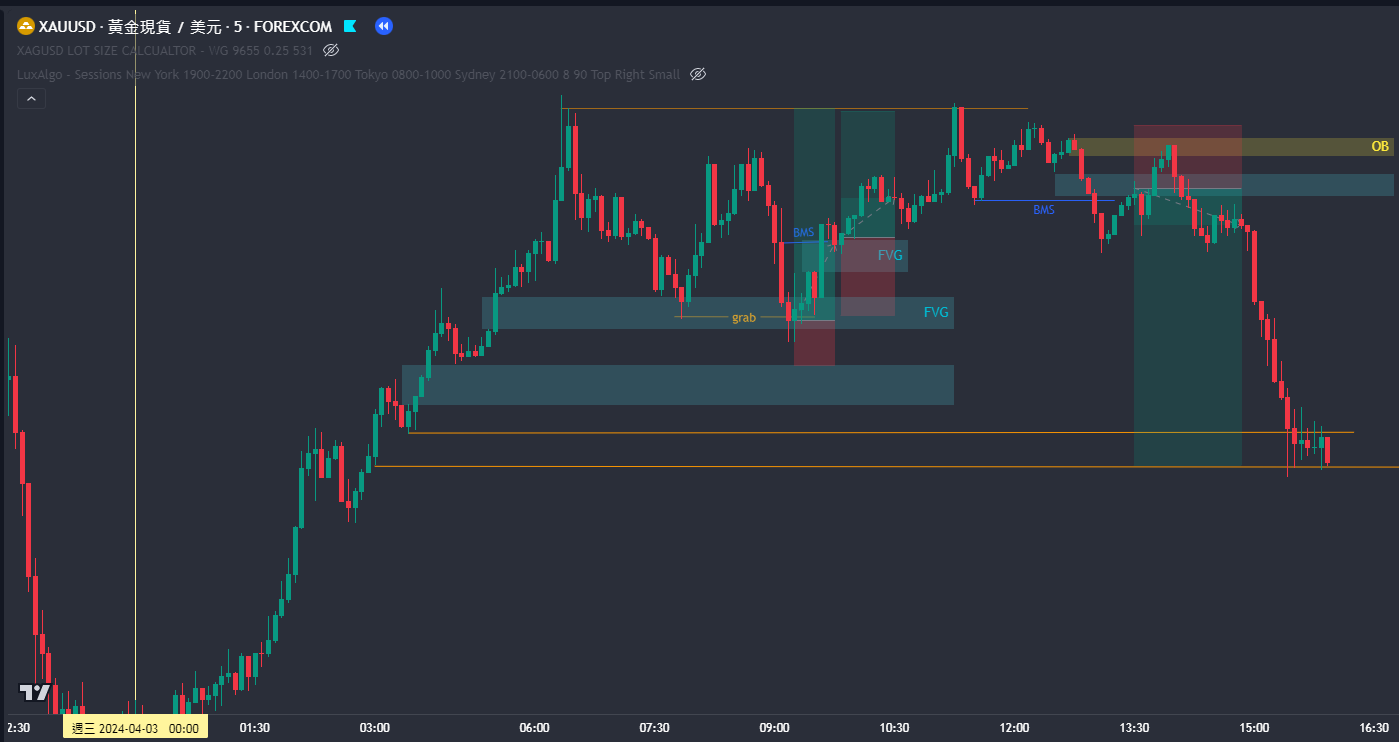 XAUUSD · 黃金現貨 / 美元 · 5 · FOREXCOM
XAGUSD LOT SIZE CALCUALTOR - WG 9655 0.25 531
LuxAlgo - Sessions New York 1900-2200 London 1400-1700 Tokyo 0800-1000 Sydney 2100-0600 8 90 Top Right Small
OB
BMS
BMS
FVG
FVG
grab
2:30
週三 2024-04-03 00:00
01:30
03:00
06:00
07:30
09:00
10:30
12:00
13:30
15:00
16:30